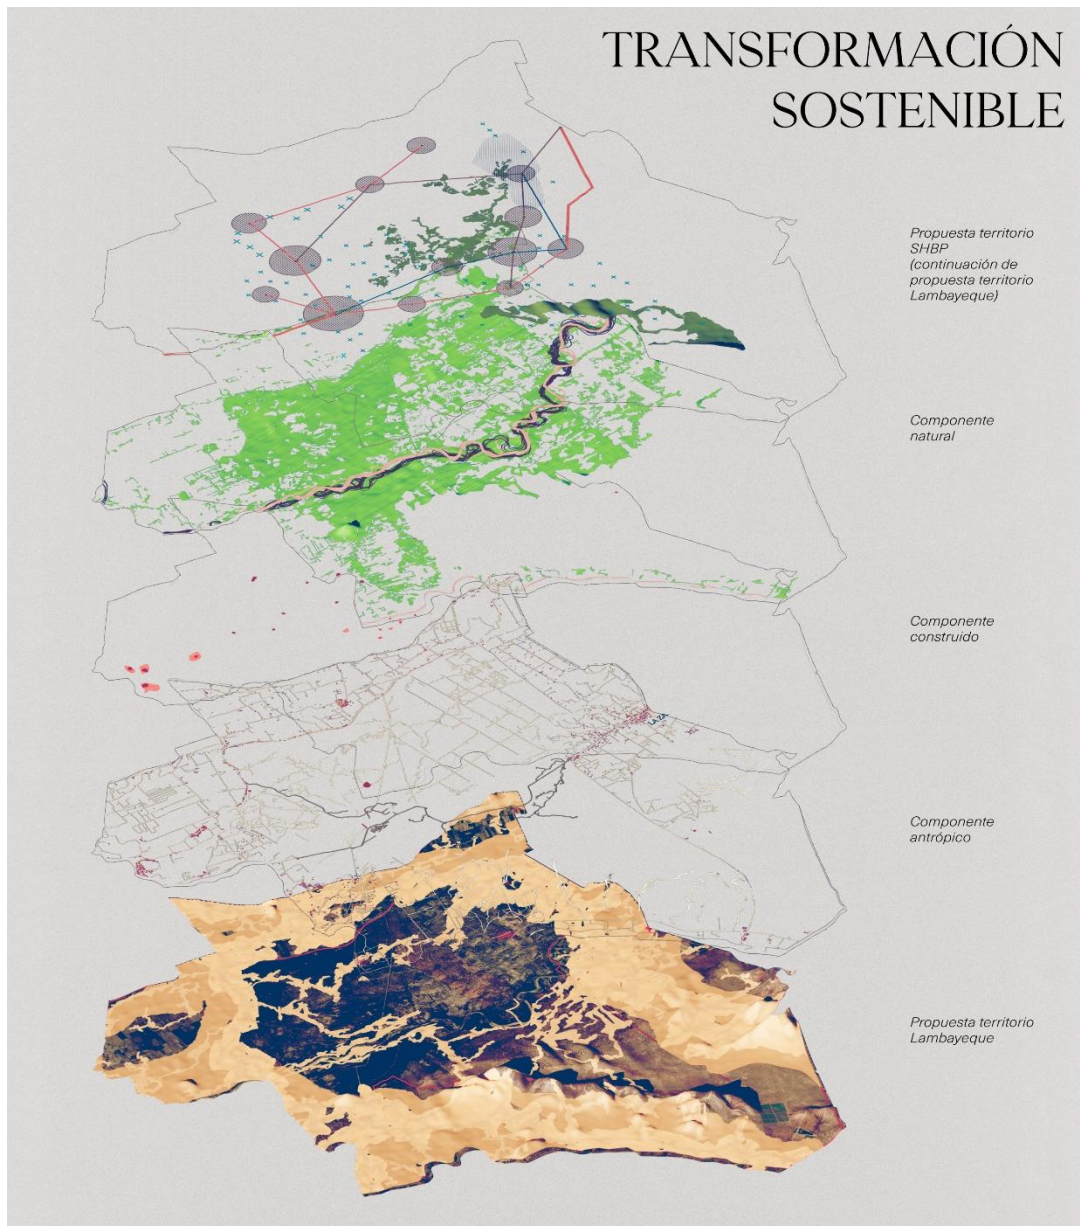 TRANSFORMACIÓN
SOSTENIBLE
Propuesta territorio
SHBP
(continuación de
propuesta territorio
Lambayeque)
Componente
natural
Componente
construido
Componente
antrópico
Propuesta territorio
Lambayeque